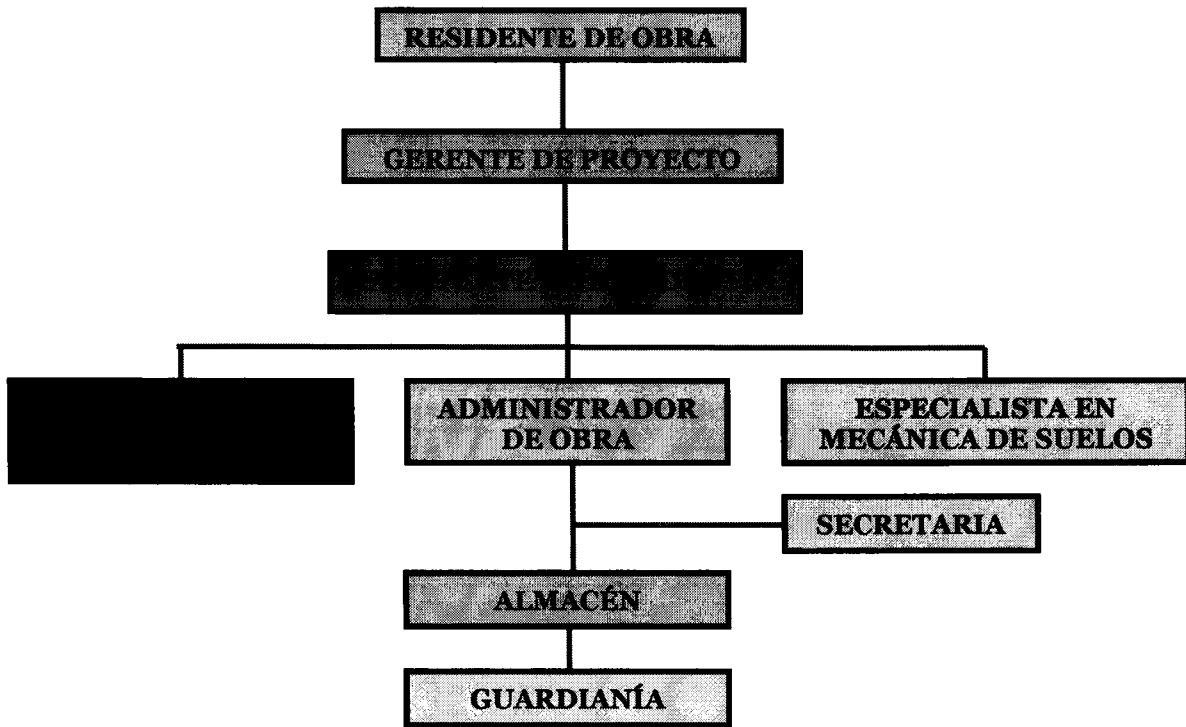 RESIDENTE DE OBRA
GERENTE DE PROYECTO
ADMINISTRADOR
DE OBRA
ESPECIALISTA EN
MECÁNICA DE SUELOS
SECRETARIA
ALMACÉN
GUARDIANÍA